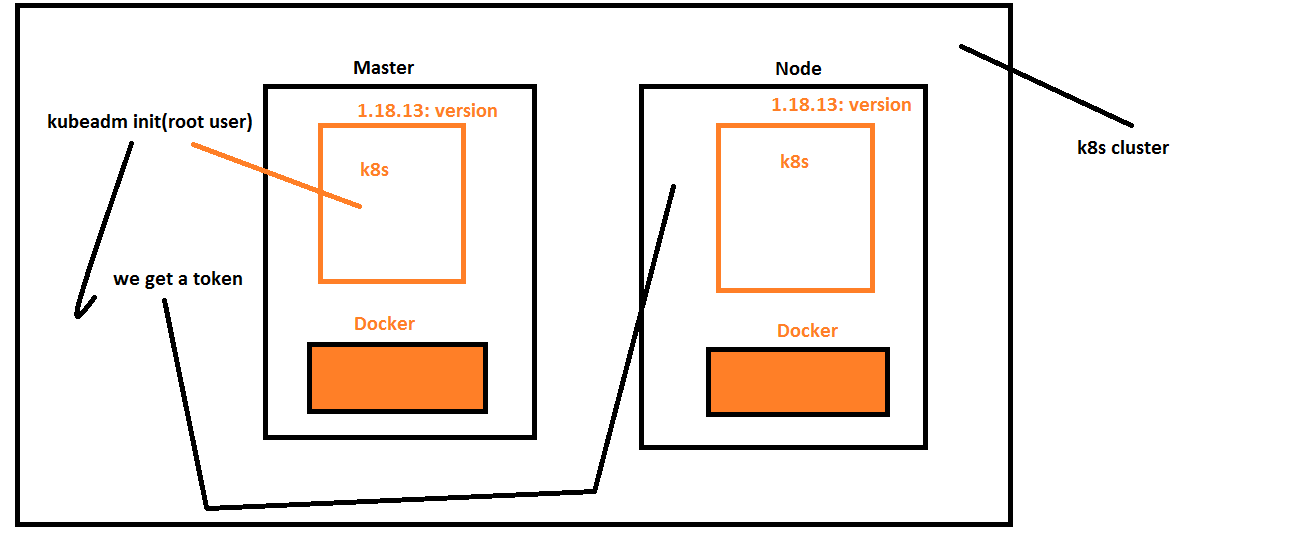 Master
Node
1.18.13: version
1.18.13: version
kubeadm init(root user)
k8s cluster
k8s
k8s
we get a token
Docker
Docker